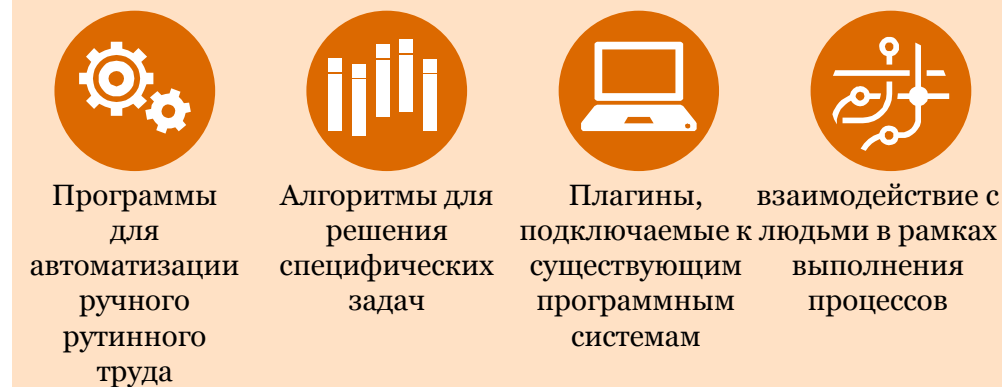 Программы
для
автоматизации
ручного
рутинного
труда
Алгоритмы для
решения
специфических
задач
Плагины,
подключаемые к
существующим
программным
системам
взаимодействие с
людьми в рамках
выполнения
процессов